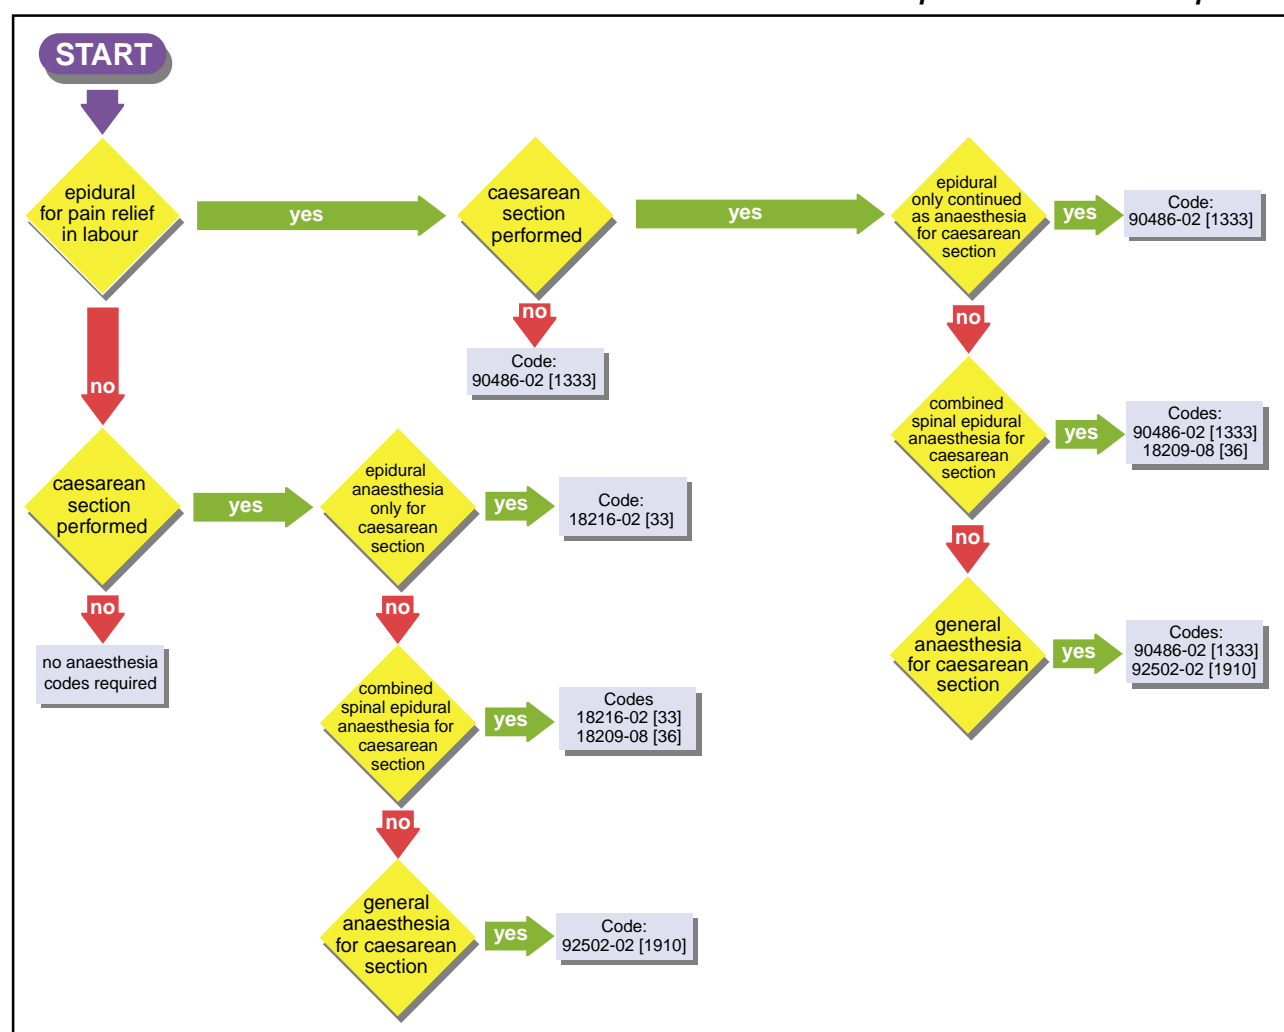 START
epidural
for pain relief
in labour
yes
caesarean
section
performed
yes
epidural
only continued
as anaesthesia
for caesarean
section
yes
Code:
90486-02 [1333]
no
Code:
90486-02 [1333]
no
combined
spinal epidural
anaesthesia for
caesarean
section
yes
Codes:
90486-02 [1333]
18209-08 [36]
no
general
anaesthesia
for caesarean
section
yes
Codes:
90486-02 [1333]
92502-02 [1910]
no
caesarean
section
performed
yes
epidural
anaesthesia
only for
caesarean
section
yes
Code:
18216-02 [33]
no
no anaesthesia
codes required
no
combined
spinal epidural
anaesthesia for
caesarean
section
yes
Codes
18216-02 [33]
18209-08 [36]
no
general
anaesthesia
for caesarean
section
yes
Code:
92502-02 [1910]